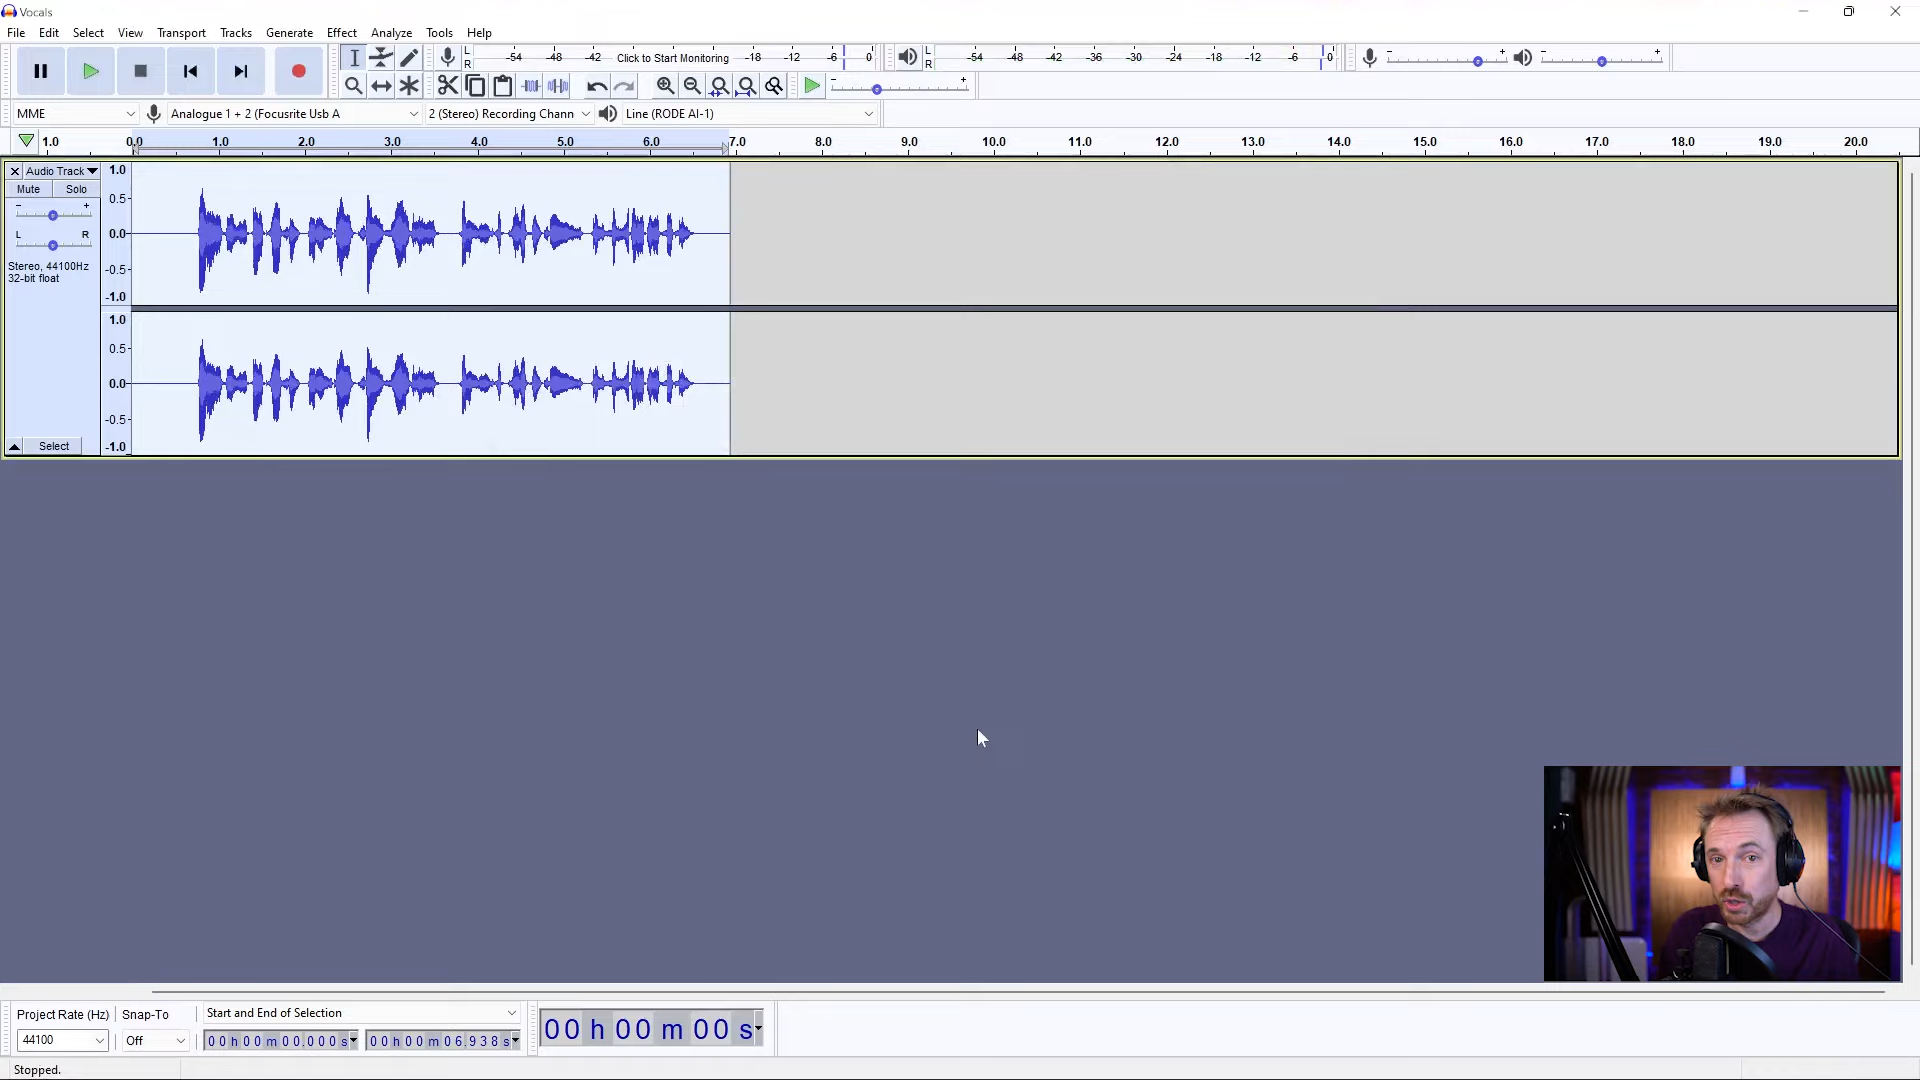 Vocals
File Edit Select View Transport Tracks Generate Effect Analyze Tools Help
L R -54 -48 -42 Click to Start Monitoring -18 -12 -6 0
L R -54 -48 -42 -36 -30 -24 -18 -12 -6 0
- +
- +
- +
MME Analogue 1 + 2 (Focusrite Usb A 2 (Stereo) Recording Chann Line (RODE AI-1)
1.0 0.0 1.0 2.0 3.0 4.0 5.0 6.0 7.0 8.0 9.0 10.0 11.0 12.0 13.0 14.0 15.0 16.0 17.0 18.0 19.0 20.0
Audio Track
Mute Solo
- +
L R
Stereo, 44100Hz
32-bit float
Select
1.0
0.5
0.0
-0.5
-1.0
1.0
0.5
0.0
-0.5
-1.0
Project Rate (Hz) Snap-To Start and End of Selection
44100 Off 00 h 00 m 00.000 s 00 h 00 m 06.938 s
00 h 00 m 00 s
Stopped.